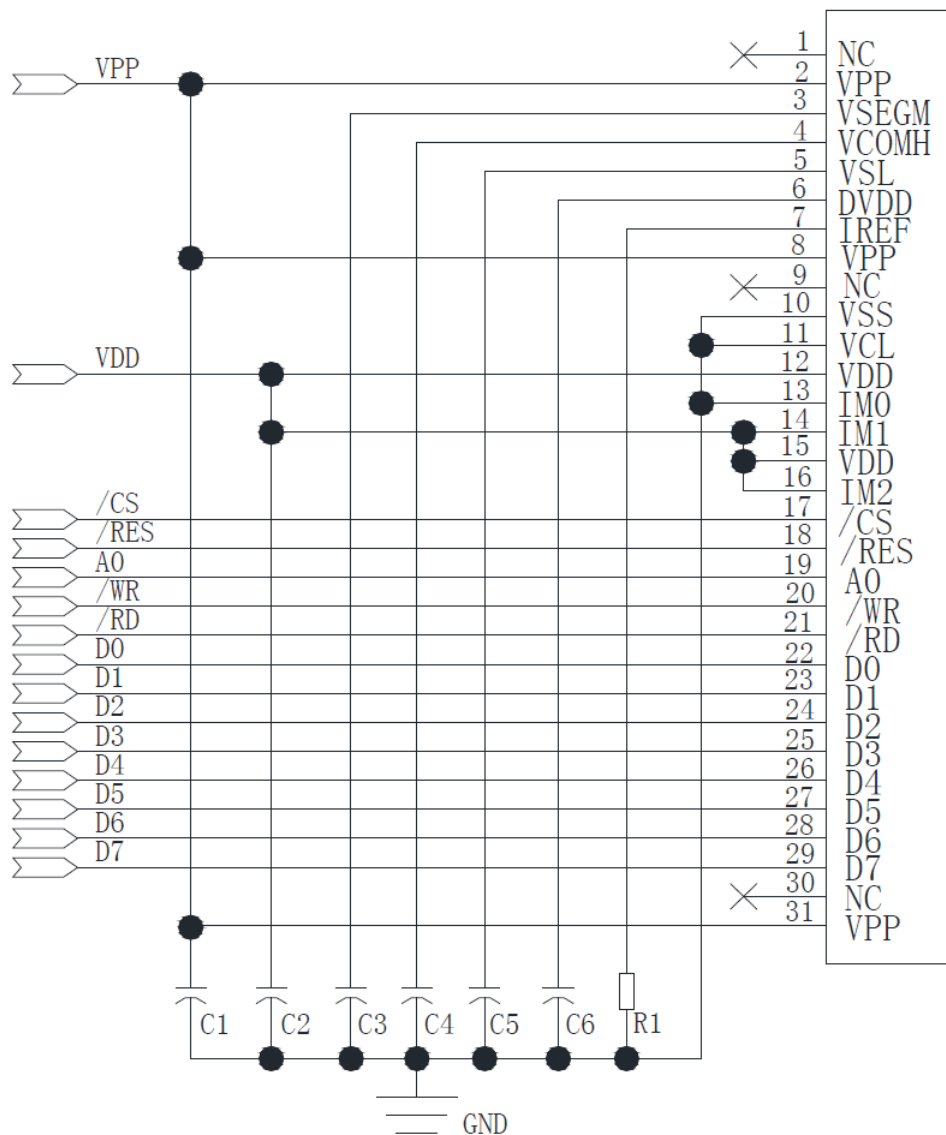 VPP
VDD
/CS
/RES
A0
/WR
/RD
D0
D1
D2
D3
D4
D5
D6
D7
1 NC
2 VPP
3 VSEGM
4 VCOMH
5 VSL
6 DVDD
7 IREF
8 VPP
9 NC
10 VSS
11 VCL
12 VDD
13 IM0
14 IM1
15 VDD
16 IM2
17 /CS
18 /RES
19 A0
20 /WR
21 /RD
22 D0
23 D1
24 D2
25 D3
26 D4
27 D5
28 D6
29 D7
30 NC
31 VPP
C1 C2 C3 C4 C5 C6 R1
GND